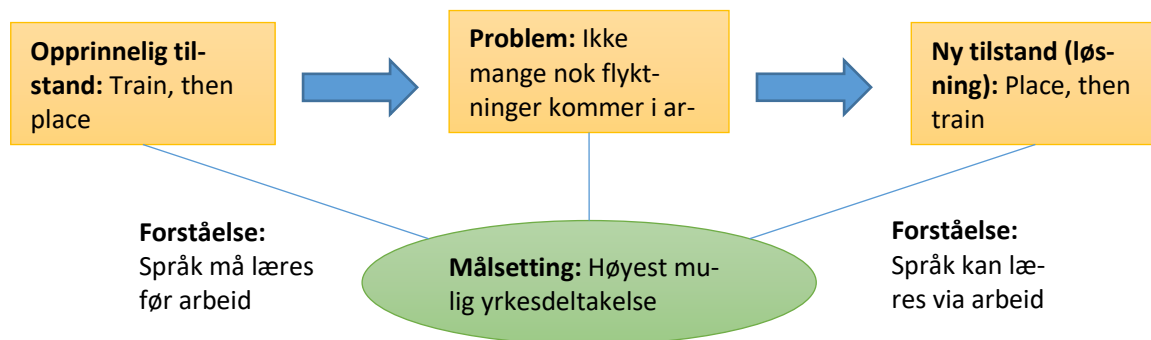 Opprinnelig til-
stand: Train, then
place
Problem: Ikke
mange nok flykt-
ninger kommer i ar-
Ny tilstand (løs-
ning): Place, then
train
Forståelse:
Språk må læres
før arbeid
Målsetting: Høyest mu-
lig yrkesdeltakelse
Forståelse:
Språk kan læ-
res via arbeid